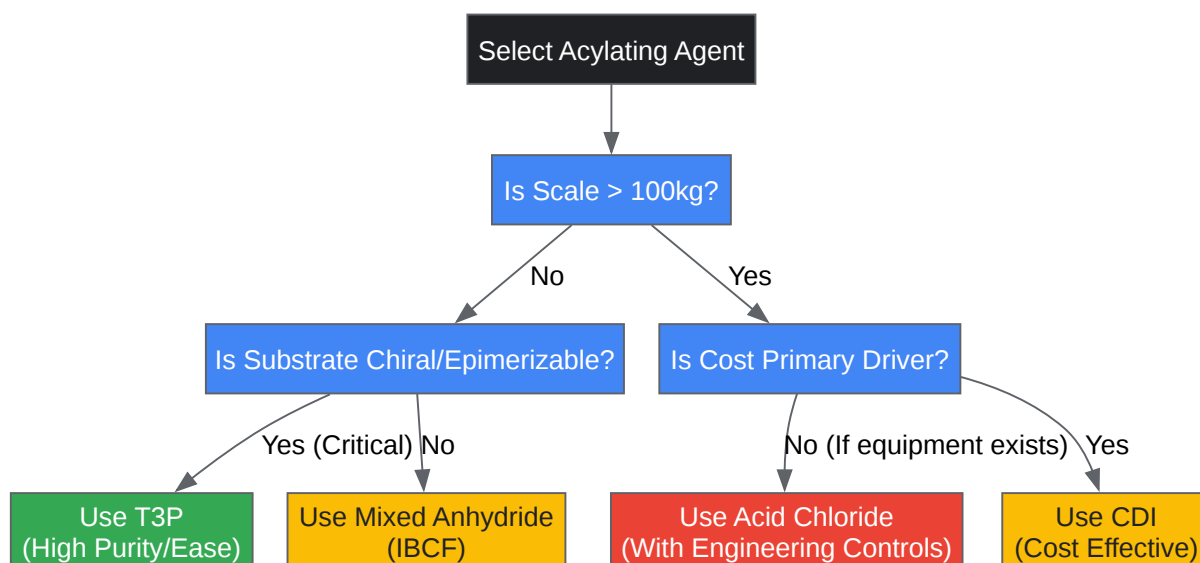 Select Acylating Agent
Is Scale > 100kg?
No
Yes
Is Substrate Chiral/Epimerizable?
Is Cost Primary Driver?
Yes (Critical)
No
No (If equipment exists)
Yes
Use T3P
(High Purity/Ease)
Use Mixed Anhydride
(IBCF)
Use Acid Chloride
(With Engineering Controls)
Use CDI
(Cost Effective)